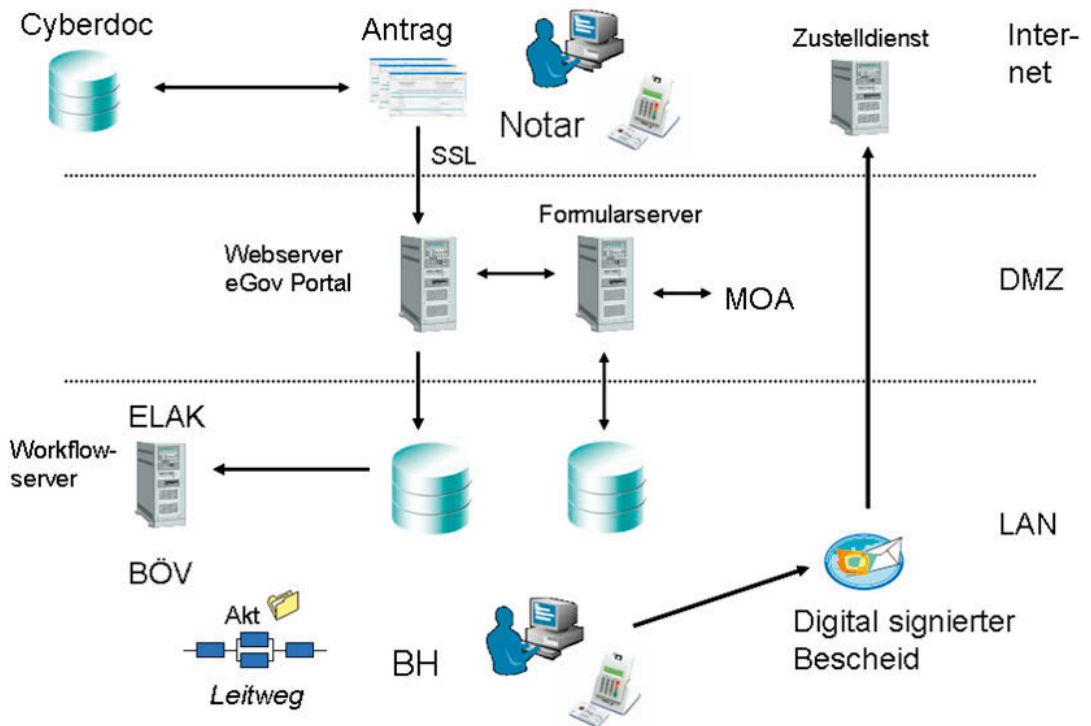 Cyberdoc
Antrag
Notar
Zustelldienst
Inter-
net
SSL
Formularserver
Webserver
eGov Portal
MOA
DMZ
ELAK
Workflow-
server
LAN
BÖV
Akt
Leitweg
BH
Digital signierter
Bescheid